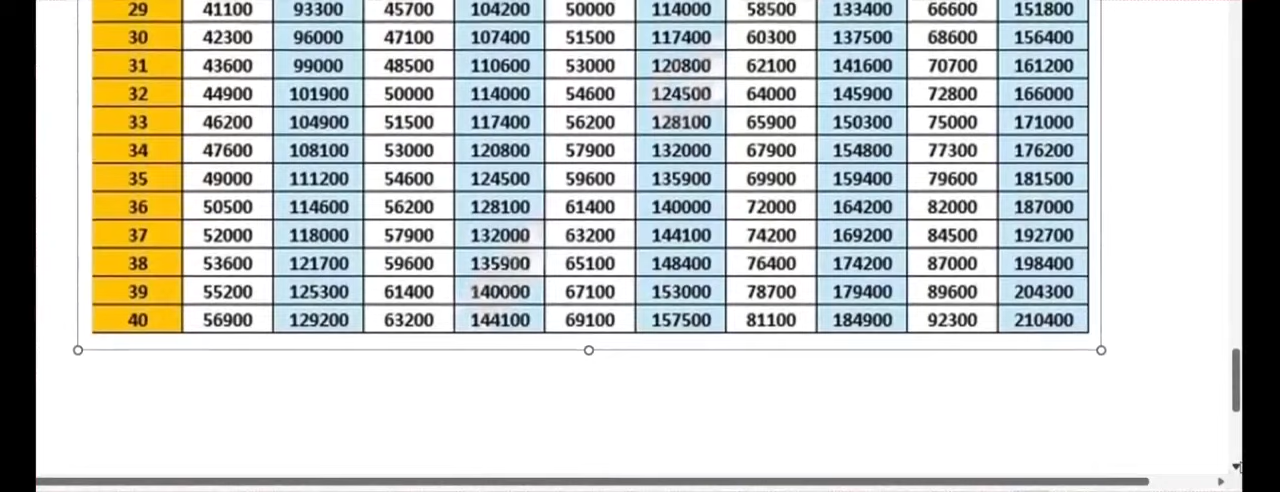 29 41100 93300 45700 104200 50000 114000 58500 133400 66600 151800
30 42300 96000 47100 107400 51500 117400 60300 137500 68600 156400
31 43600 99000 48500 110600 53000 120800 62100 141600 70700 161200
32 44900 101900 50000 114000 54600 124500 64000 145900 72800 166000
33 46200 104900 51500 117400 56200 128100 65900 150300 75000 171000
34 47600 108100 53000 120800 57900 132000 67900 154800 77300 176200
35 49000 111200 54600 124500 59600 135900 69900 159400 79600 181500
36 50500 114600 56200 128100 61400 140000 72000 164200 82000 187000
37 52000 118000 57900 132000 63200 144100 74200 169200 84500 192700
38 53600 121700 59600 135900 65100 148400 76400 174200 87000 198400
39 55200 125300 61400 140000 67100 153000 78700 179400 89600 204300
40 56900 129200 63200 144100 69100 157500 81100 184900 92300 210400